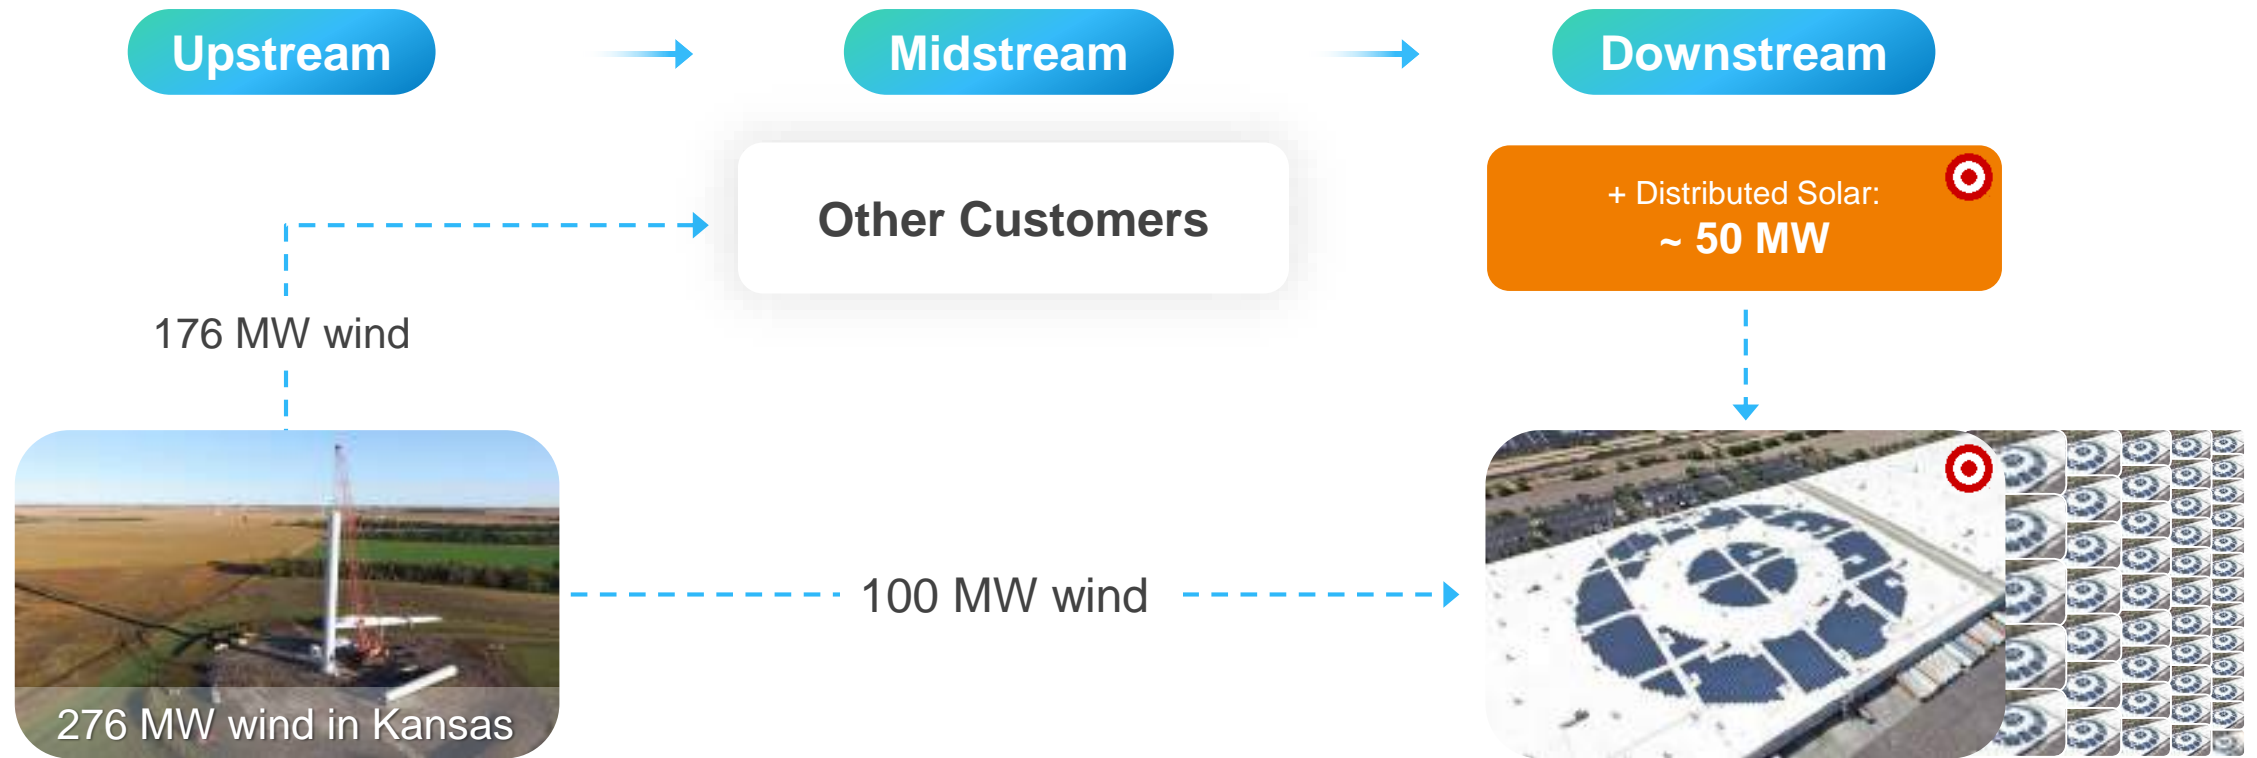 Upstream
Midstream
Downstream
Other Customers
+ Distributed Solar:
~ 50 MW
176 MW wind
100 MW wind
276 MW wind in Kansas